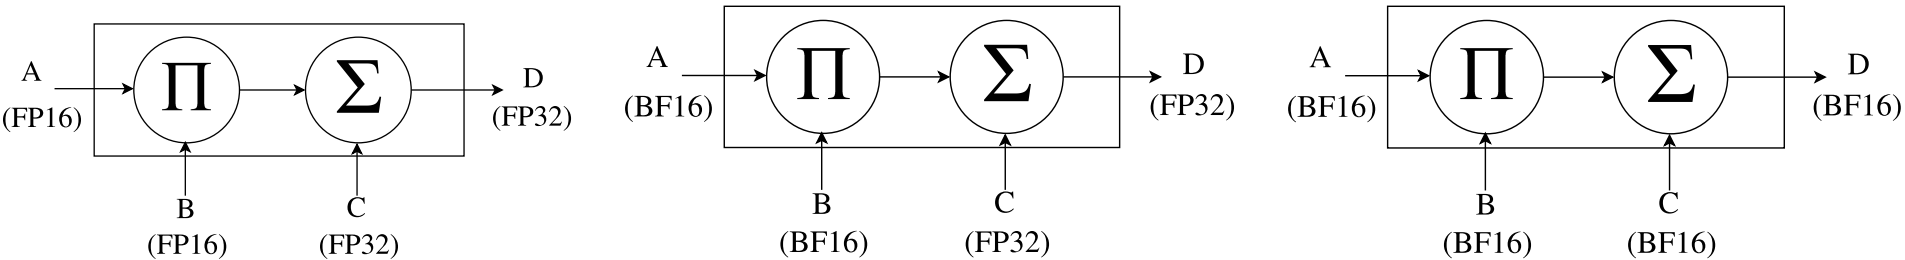 A
(FP16)
Π
Σ
D
(FP32)
B
(FP16)
C
(FP32)
A
(BF16)
Π
Σ
D
(FP32)
B
(BF16)
C
(FP32)
A
(BF16)
Π
Σ
D
(BF16)
B
(BF16)
C
(BF16)